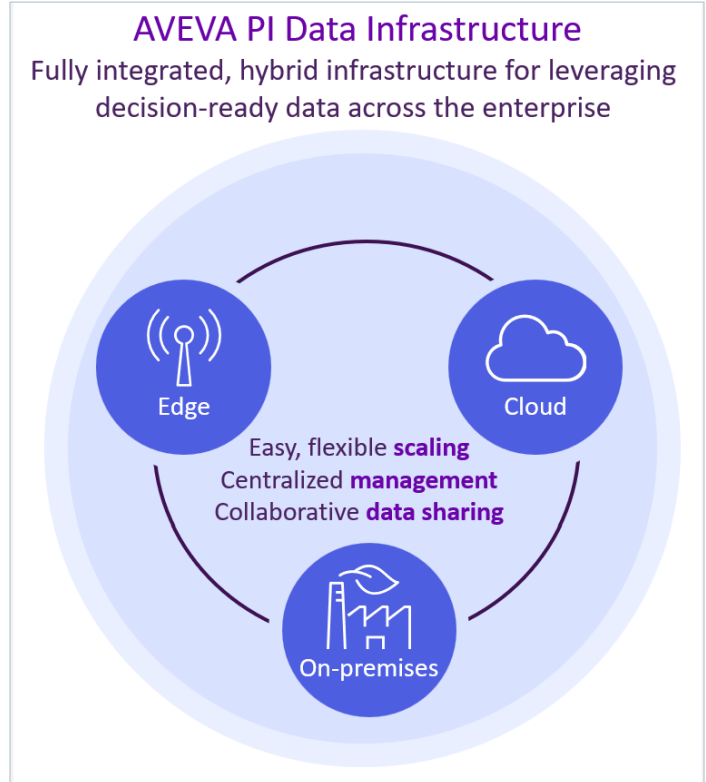 AVEVA PI Data Infrastructure
Fully integrated, hybrid infrastructure for leveraging
decision-ready data across the enterprise
Edge
Cloud
Easy, flexible scaling
Centralized management
Collaborative data sharing
On-premises